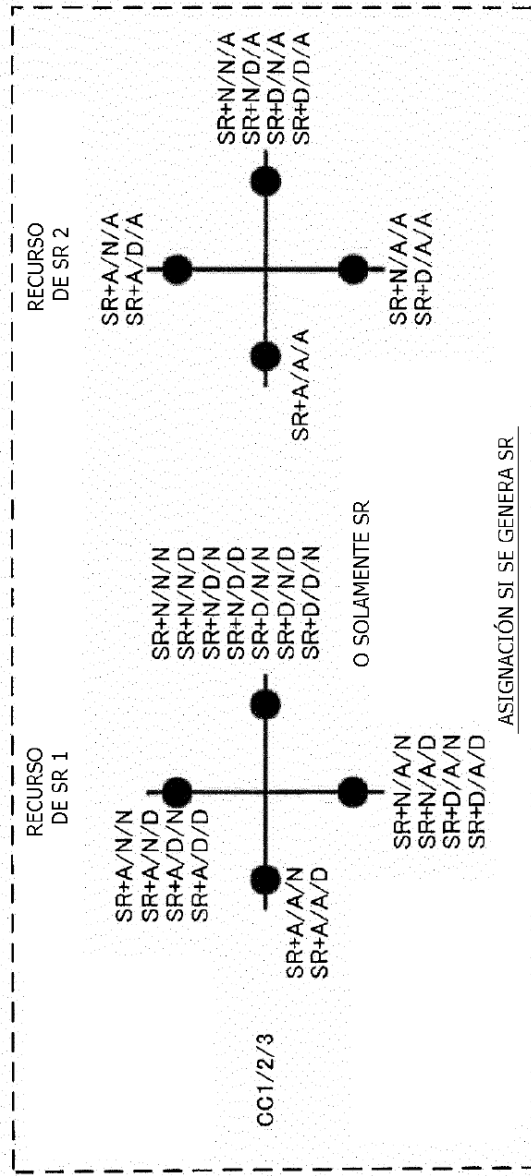 RECURSO
DE SR 1
SR+A/N/N
SR+A/N/D
SR+A/D/N
SR+A/D/D
SR+N/N/N
SR+N/N/D
SR+N/D/N
SR+N/D/D
SR+D/N/N
SR+D/N/D
SR+D/D/N
O SOLAMENTE SR
SR+A/A/N
SR+A/A/D
SR+N/A/N
SR+N/A/D
SR+D/A/N
SR+D/A/D
CC1/2/3
RECURSO
DE SR 2
SR+A/N/A
SR+A/D/A
SR+N/N/A
SR+N/D/A
SR+D/N/A
SR+D/D/A
SR+A/A/A
SR+N/A/A
SR+D/A/A
ASIGNACIÓN SI SE GENERA SR